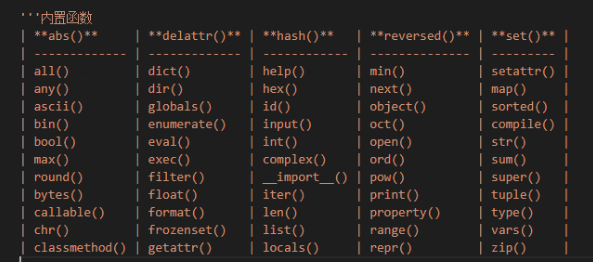 '''内置函数
| **abs()** | **delattr()** | **hash()** | **reversed()** | **set()** |
| ------------- | ------------- | ------------ | -------------- | ---------- |
| all() | dict() | help() | min() | setattr() |
| any() | dir() | hex() | next() | map() |
| ascii() | globals() | id() | object() | sorted() |
| bin() | enumerate() | input() | oct() | compile() |
| bool() | eval() | int() | open() | str() |
| max() | exec() | complex() | ord() | sum() |
| round() | filter() | __import__() | pow() | super() |
| bytes() | float() | iter() | print() | tuple() |
| callable() | format() | len() | property() | type() |
| chr() | frozenset() | list() | range() | vars() |
| classmethod() | getattr() | locals() | repr() | zip() |